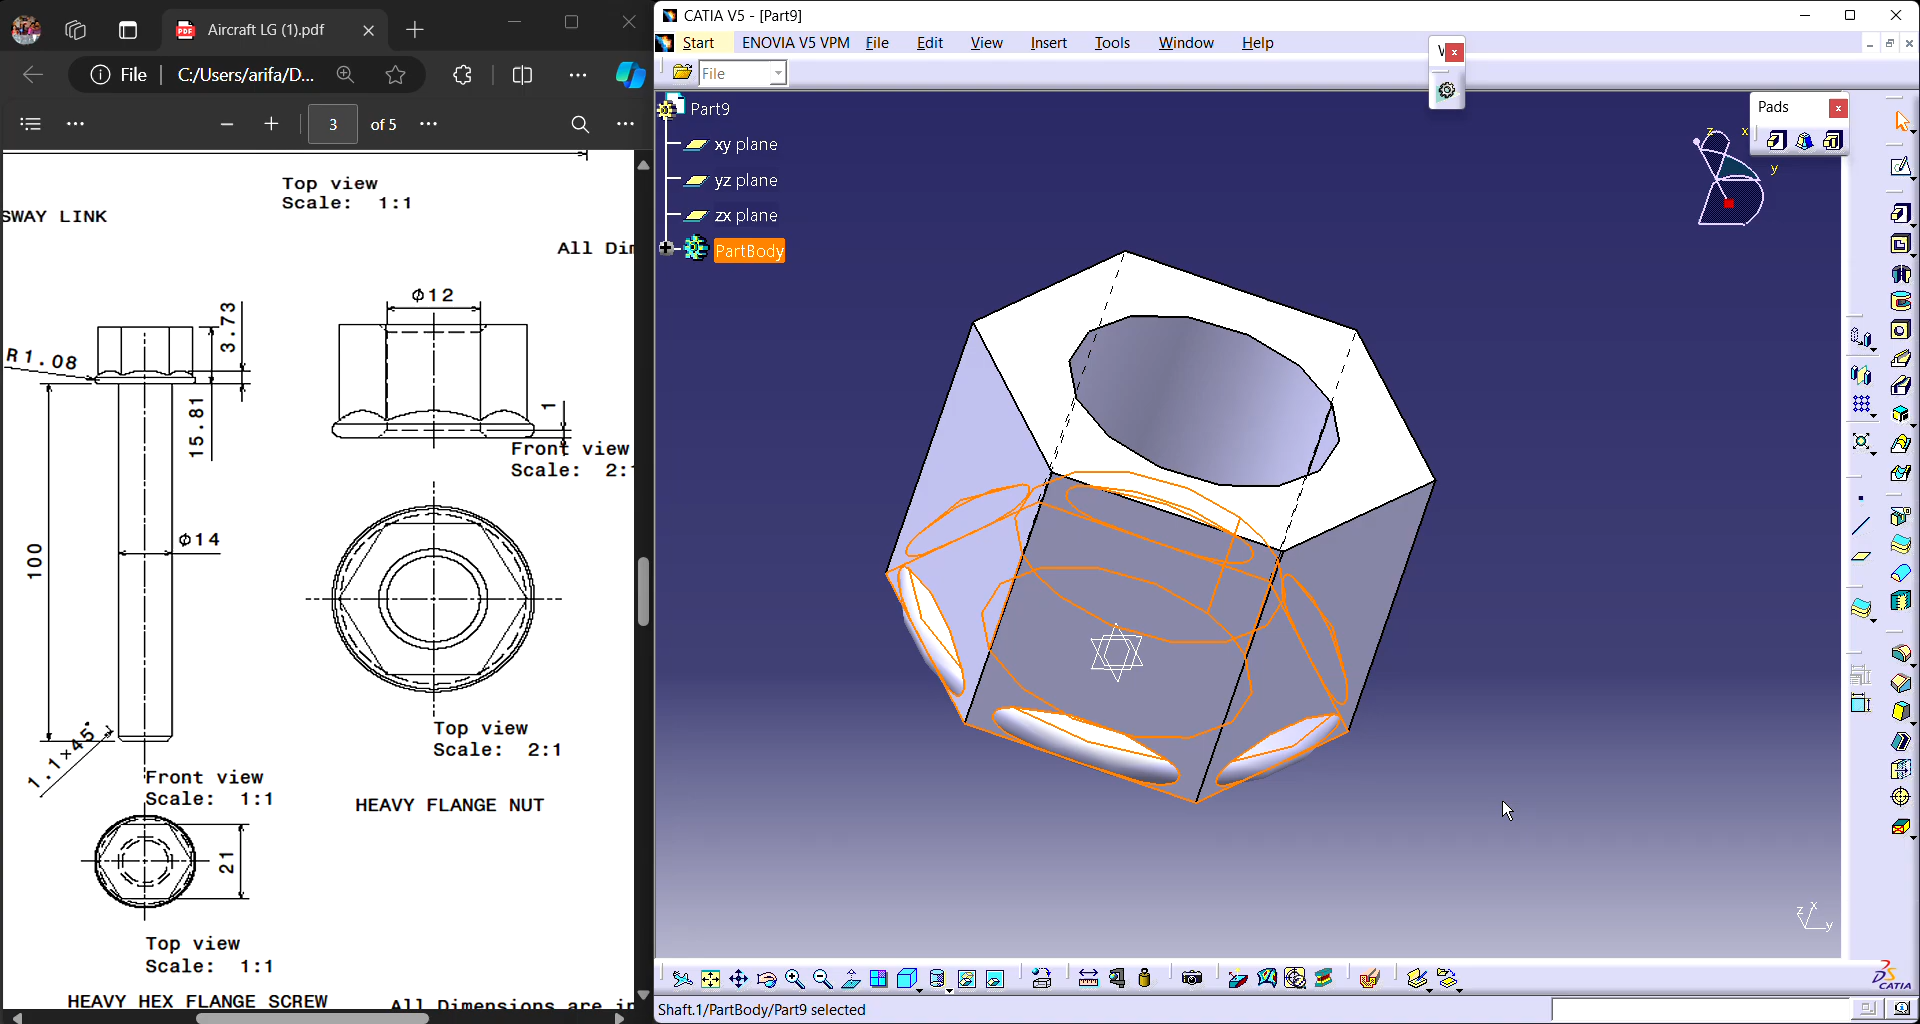 Aircraft LG (1).pdf
File
C:/Users/arifa/D...
3
of 5
Top view
Scale: 1:1
SWAY LINK
All Di
ϕ12
3.73
R1.08
15.81
1
Front view
Scale: 2:
100
ϕ14
Top view
Scale: 2:1
1.1×45°
Front view
Scale: 1:1
HEAVY FLANGE NUT
21
Top view
Scale: 1:1
HEAVY HEX FLANGE SCREW
All Dimensions are in
CATIA V5 - [Part9]
Start
ENOVIA V5 VPM
File
Edit
View
Insert
Tools
Window
Help
File
Part9
xy plane
yz plane
zx plane
PartBody
Pads
z
x
y
z
x
y
CATIA
Shaft.1/PartBody/Part9 selected